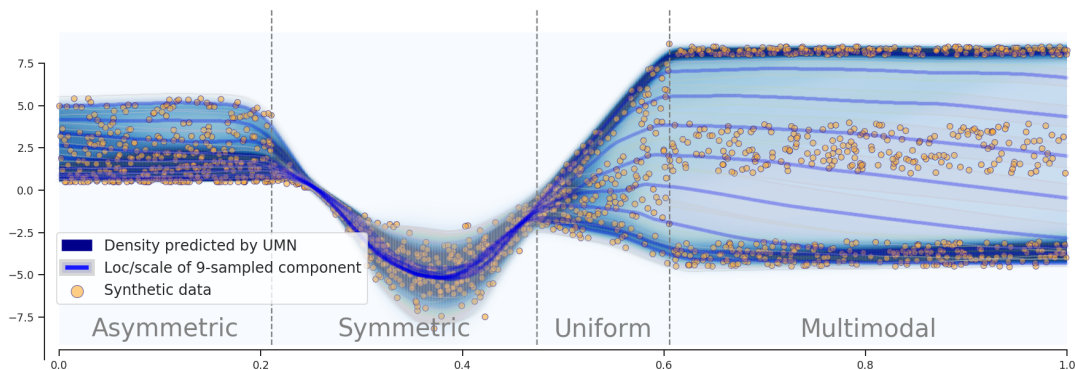 7.5
5.0
2.5
0.0
−2.5
−5.0
−7.5
Density predicted by UMN
Loc/scale of 9-sampled component
Synthetic data
Asymmetric Symmetric Uniform Multimodal
0.0 0.2 0.4 0.6 0.8 1.0